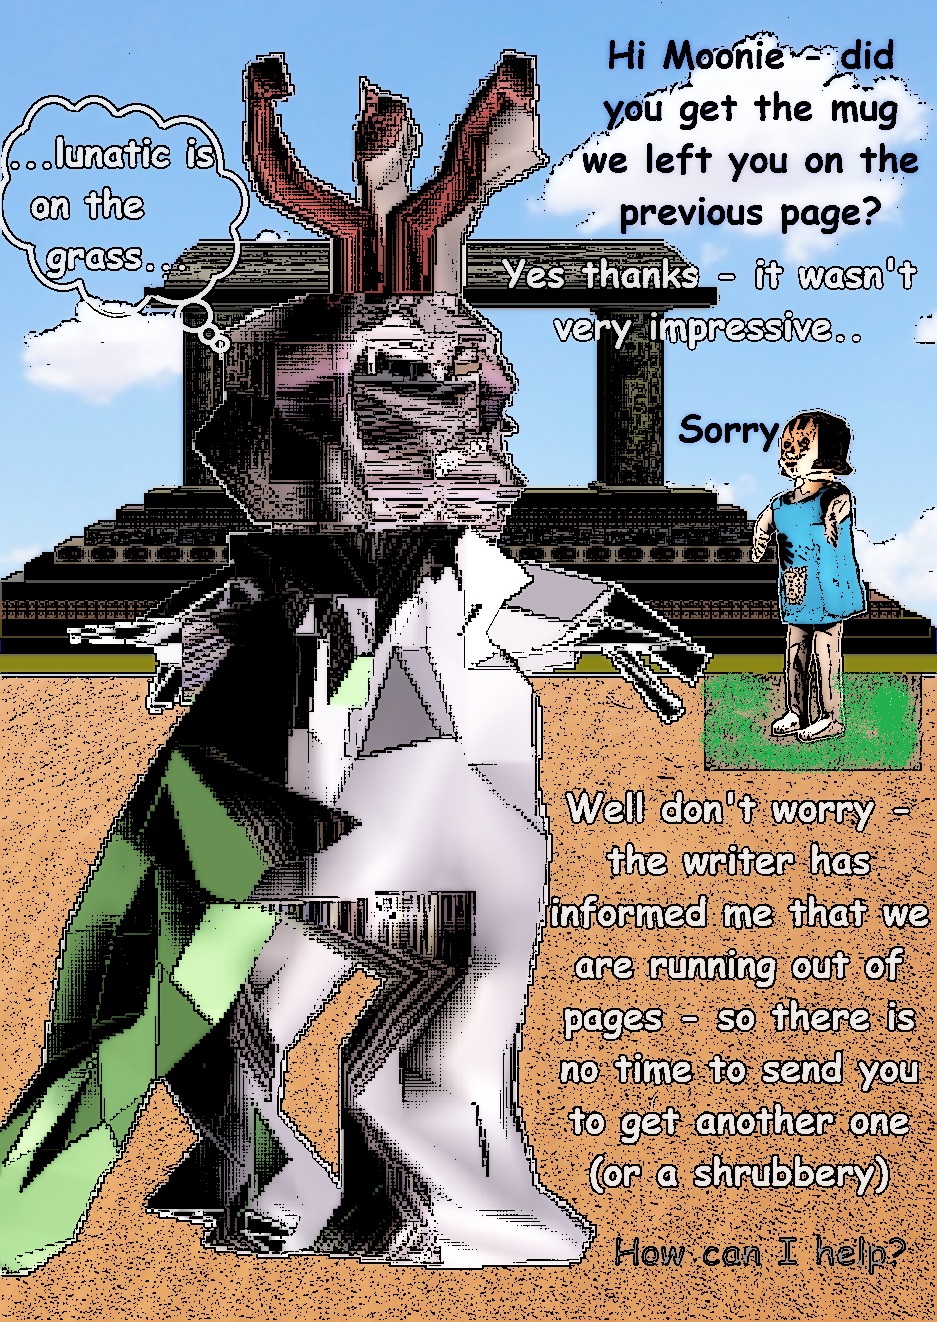 Hi Moonie - did
you get the mug
we left you on the
previous page?
...lunatic is
on the
grass...
Yes thanks - it wasn't
very impressive..
Sorry
Well don't worry -
the writer has
informed me that we
are running out of
pages - so there is
no time to send you
to get another one
(or a shrubbery)
How can I help?